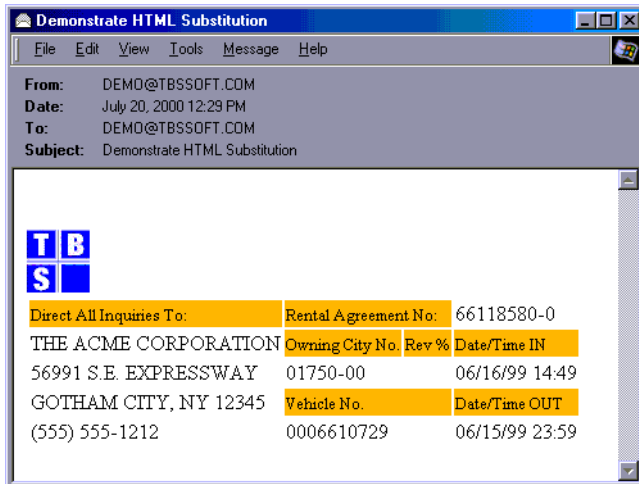 Demonstrate HTML Substitution
File Edit View Tools Message Help
From: DEMO@TBSSOFT.COM
Date: July 20, 2000 12:29 PM
To: DEMO@TBSSOFT.COM
Subject: Demonstrate HTML Substitution
T B
S
Direct All Inquiries To: Rental Agreement No: 66118580-0
THE ACME CORPORATION Owning City No. Rev % Date/Time IN
56991 S.E. EXPRESSWAY 01750-00 06/16/99 14:49
GOTHAM CITY, NY 12345 Vehicle No. Date/Time OUT
(555) 555-1212 0006610729 06/15/99 23:59